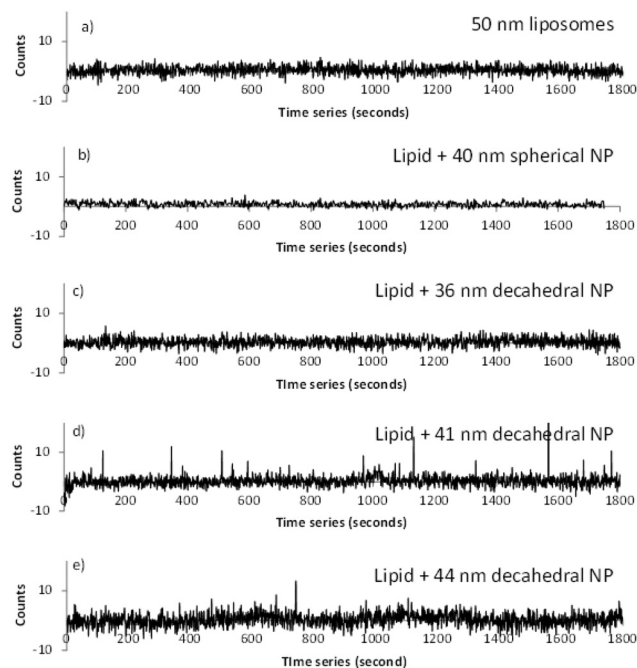 a)
50 nm liposomes
Counts
10
-10
0 200 400 600 800 1000 1200 1400 1600 1800
Time series (seconds)
b)
Lipid + 40 nm spherical NP
Counts
10
-10
0 200 400 600 800 1000 1200 1400 1600 1800
Time series (seconds)
c)
Lipid + 36 nm decahedral NP
Counts
10
-10
0 200 400 600 800 1000 1200 1400 1600 1800
TIme series (seconds)
d)
Lipid + 41 nm decahedral NP
Counts
10
-10
0 200 400 600 800 1000 1200 1400 1600 1800
Time series (seconds)
e)
Lipid + 44 nm decahedral NP
Counts
10
-10
0 200 400 600 800 1000 1200 1400 1600 1800
TIme series (second)